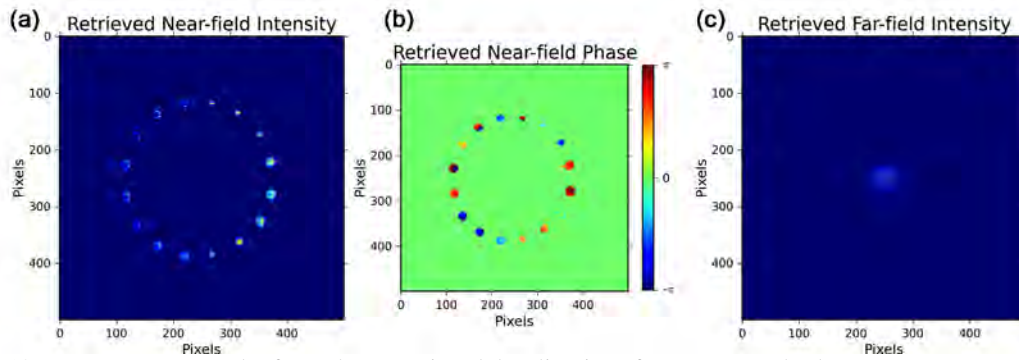 (a) Retrieved Near-field Intensity
0
100
200
300
400
Pixels
0 100 200 300 400
Pixels
(b)
Retrieved Near-field Phase
0
100
200
300
400
Pixels
0 100 200 300 400
Pixels
π
0
-π
(c) Retrieved Far-field Intensity
0
100
200
300
400
Pixels
0 100 200 300 400
Pixels